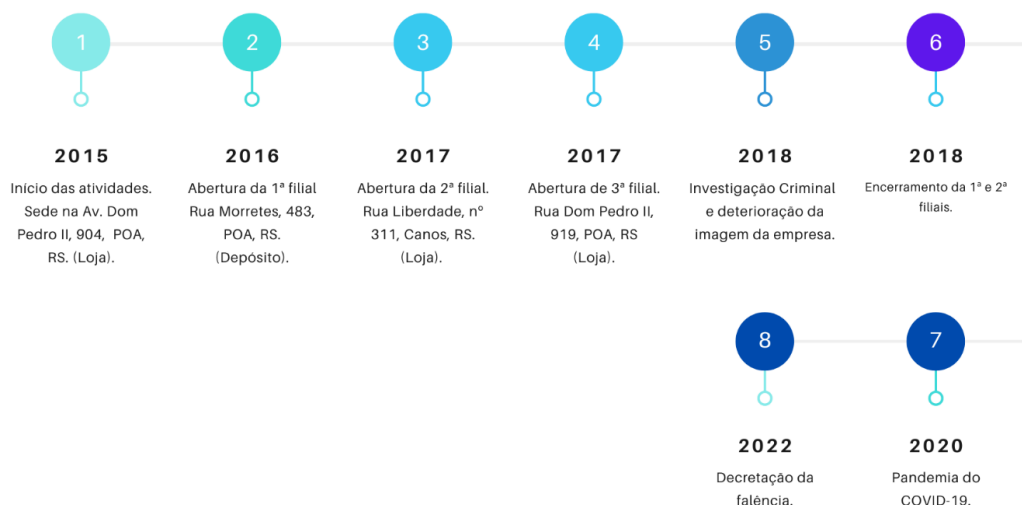 1
2
3
4
5
6
2015
Início das atividades.
Sede na Av. Dom
Pedro II, 904, POA,
RS. (Loja).
2016
Abertura da 1ª filial
Rua Morretes, 483,
POA, RS.
(Depósito).
2017
Abertura da 2ª filial.
Rua Liberdade, nº
311, Canos, RS.
(Loja).
2017
Abertura de 3ª filial.
Rua Dom Pedro II,
919, POA, RS
(Loja).
2018
Investigação Criminal
e deterioração da
imagem da empresa.
2018
Encerramento da 1ª e 2ª
filiais.
8
7
2022
Decretação da
falência.
2020
Pandemia do
COVID-19.